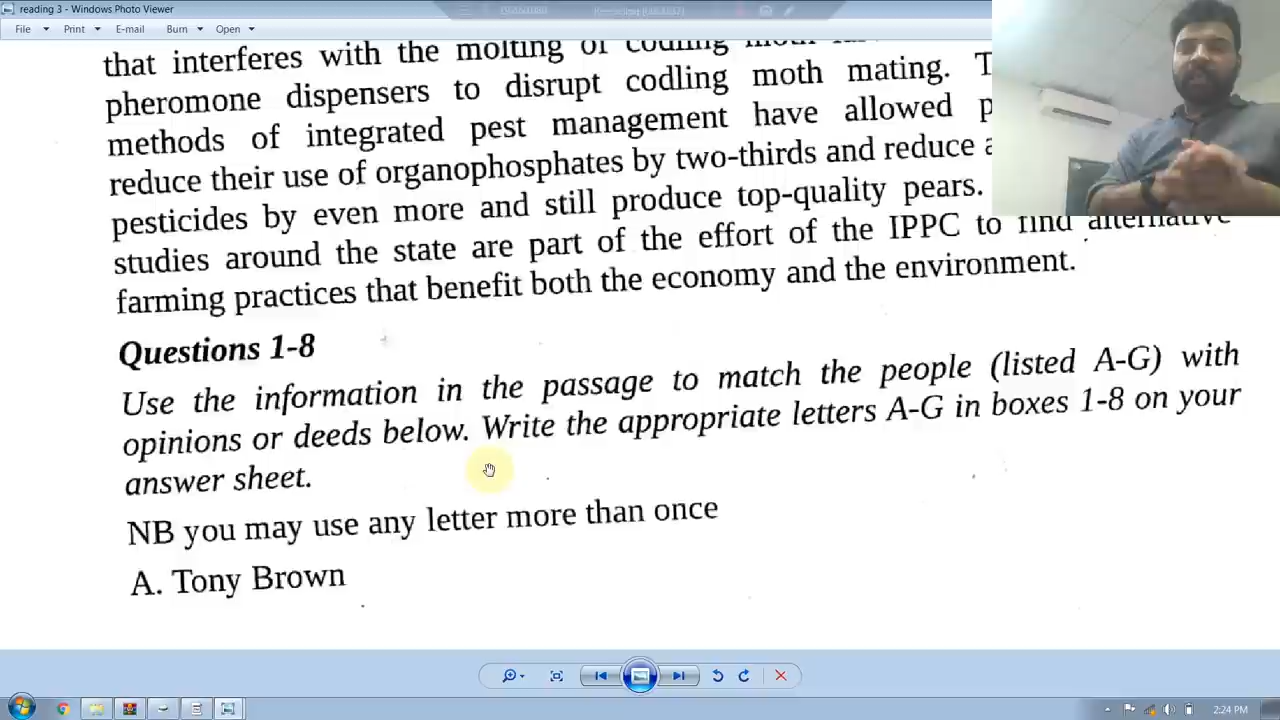 reading 3 - Windows Photo Viewer
File Print E-mail Burn Open
that interferes with the molting of codling moth
pheromone dispensers to disrupt codling moth mating.
methods of integrated pest management have allowed
reduce their use of organophosphates by two-thirds and reduce
pesticides by even more and still produce top-quality pears.
studies around the state are part of the effort of the IPPC to find alternative
farming practices that benefit both the economy and the environment.
Questions 1-8
Use the information in the passage to match the people (listed A-G) with
opinions or deeds below. Write the appropriate letters A-G in boxes 1-8 on your
answer sheet.
NB you may use any letter more than once
A. Tony Brown
2:24 PM